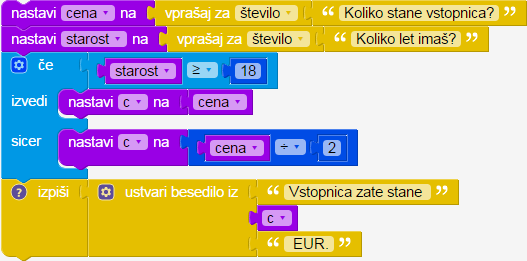 nastavi cena na vprašaj za število “ Koliko stane vstopnica? ”
nastavi starost na vprašaj za število “ Koliko let imaš? ”
če starost ≥ 18
izvedi nastavi c na cena
sicer nastavi c na cena ÷ 2
? izpiši ustvari besedilo iz “ Vstopnica zate stane ”
c
“ EUR. ”